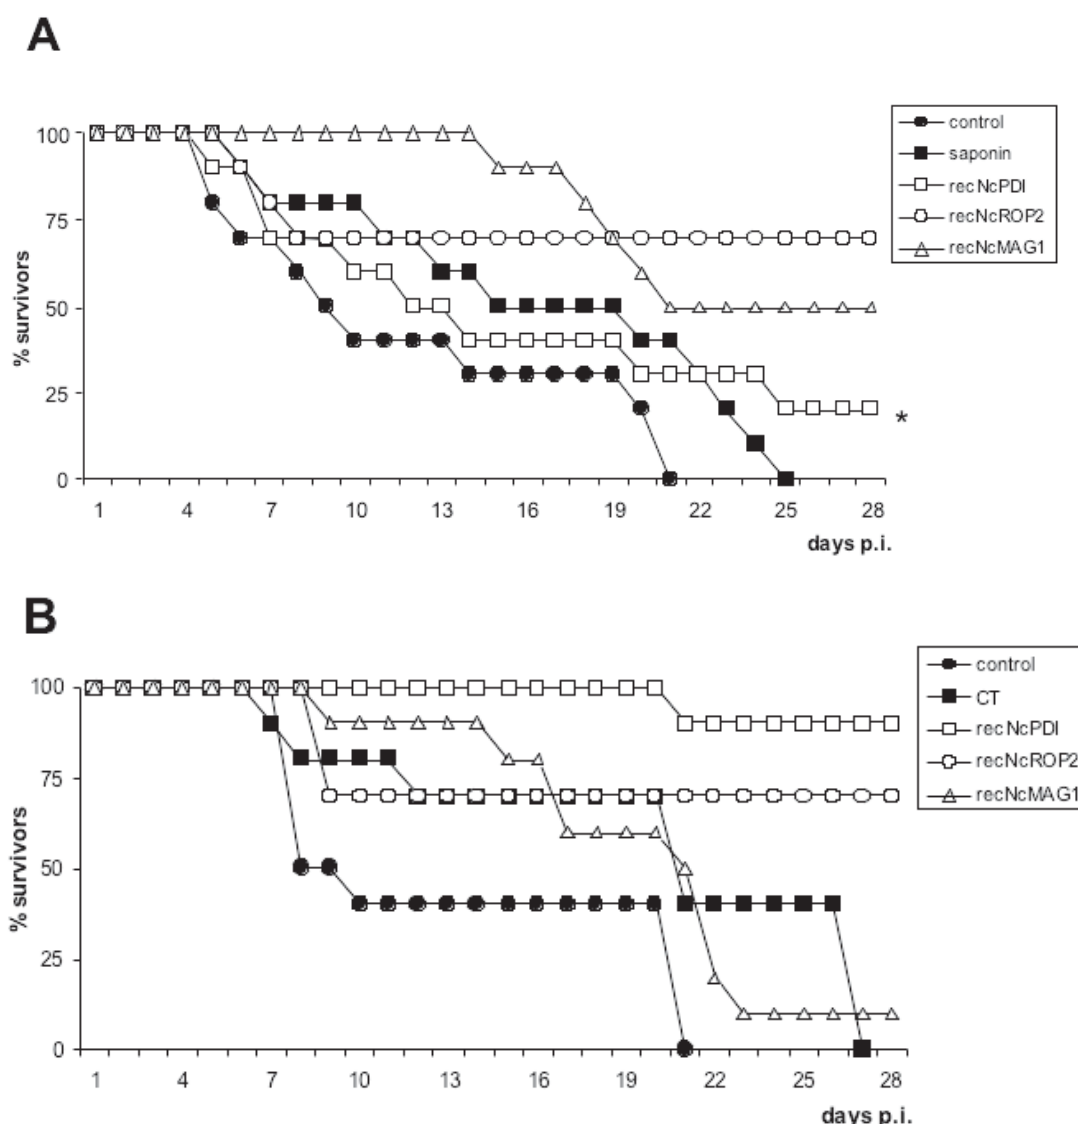 A
100
75
50
25
0
% survivors
1 4 7 10 13 16 19 22 25 28
days p.i.
control
saponin
recNcPDI
recNcROP2
recNcMAG1
*
B
100
75
50
25
0
% survivors
1 4 7 10 13 16 19 22 25 28
days p.i.
control
CT
recNcPDI
recNcROP2
recNcMAG1